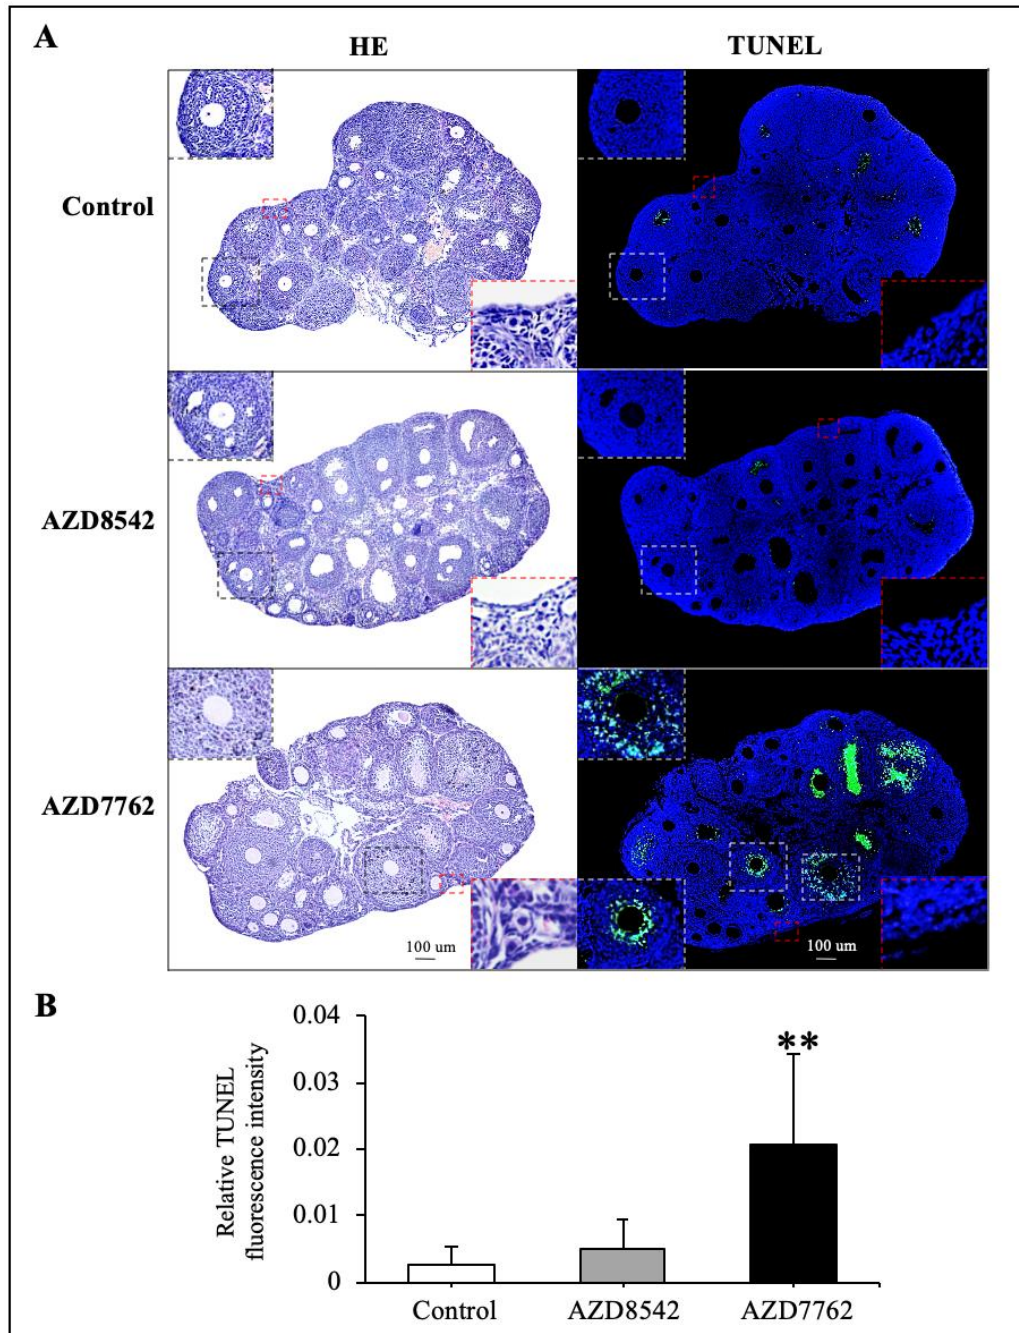 A
HE
TUNEL
Control
AZD8542
AZD7762
100 um
100 um
B
Relative TUNEL
fluorescence intensity
0.04
0.03
0.02
0.01
0
**
Control
AZD8542
AZD7762